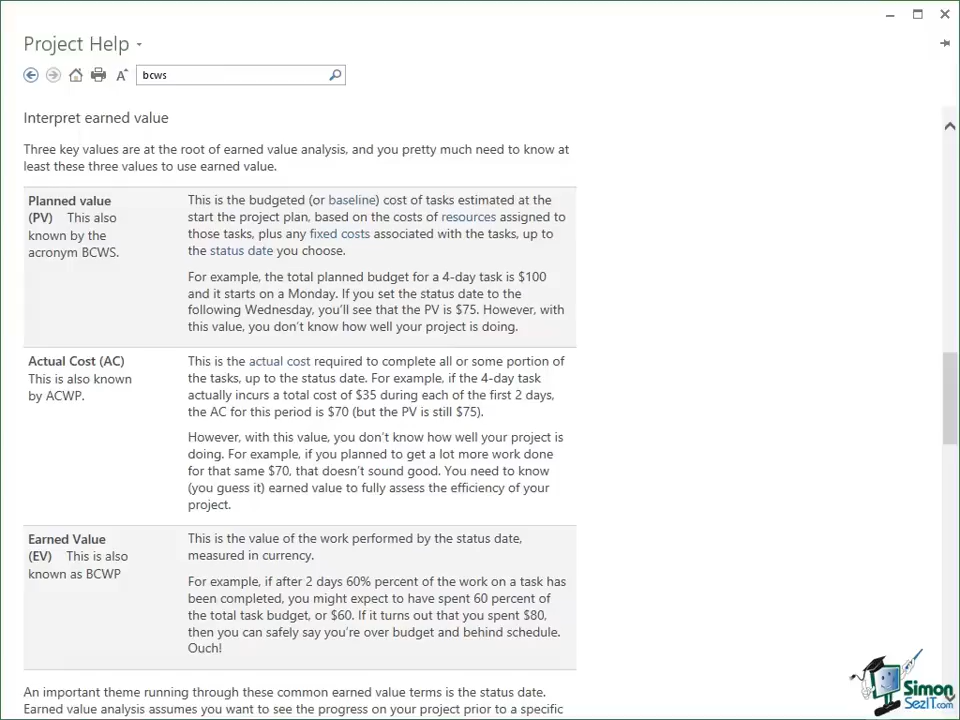 Project Help
bcws
Interpret earned value
Three key values are at the root of earned value analysis, and you pretty much need to know at
least these three values to use earned value.
Planned value
(PV) This also
known by the
acronym BCWS.
This is the budgeted (or baseline) cost of tasks estimated at the
start the project plan, based on the costs of resources assigned to
those tasks, plus any fixed costs associated with the tasks, up to
the status date you choose.
For example, the total planned budget for a 4-day task is $100
and it starts on a Monday. If you set the status date to the
following Wednesday, you'll see that the PV is $75. However, with
this value, you don't know how well your project is doing.
Actual Cost (AC)
This is also known
by ACWP.
This is the actual cost required to complete all or some portion of
the tasks, up to the status date. For example, if the 4-day task
actually incurs a total cost of $35 during each of the first 2 days,
the AC for this period is $70 (but the PV is still $75).
However, with this value, you don't know how well your project is
doing. For example, if you planned to get a lot more work done
for that same $70, that doesn't sound good. You need to know
(you guess it) earned value to fully assess the efficiency of your
project.
Earned Value
(EV) This is also
known as BCWP
This is the value of the work performed by the status date,
measured in currency.
For example, if after 2 days 60% percent of the work on a task has
been completed, you might expect to have spent 60 percent of
the total task budget, or $60. If it turns out that you spent $80,
then you can safely say you're over budget and behind schedule.
Ouch!
An important theme running through these common earned value terms is the status date.
Earned value analysis assumes you want to see the progress on your project prior to a specific
Simon
SezIT.com